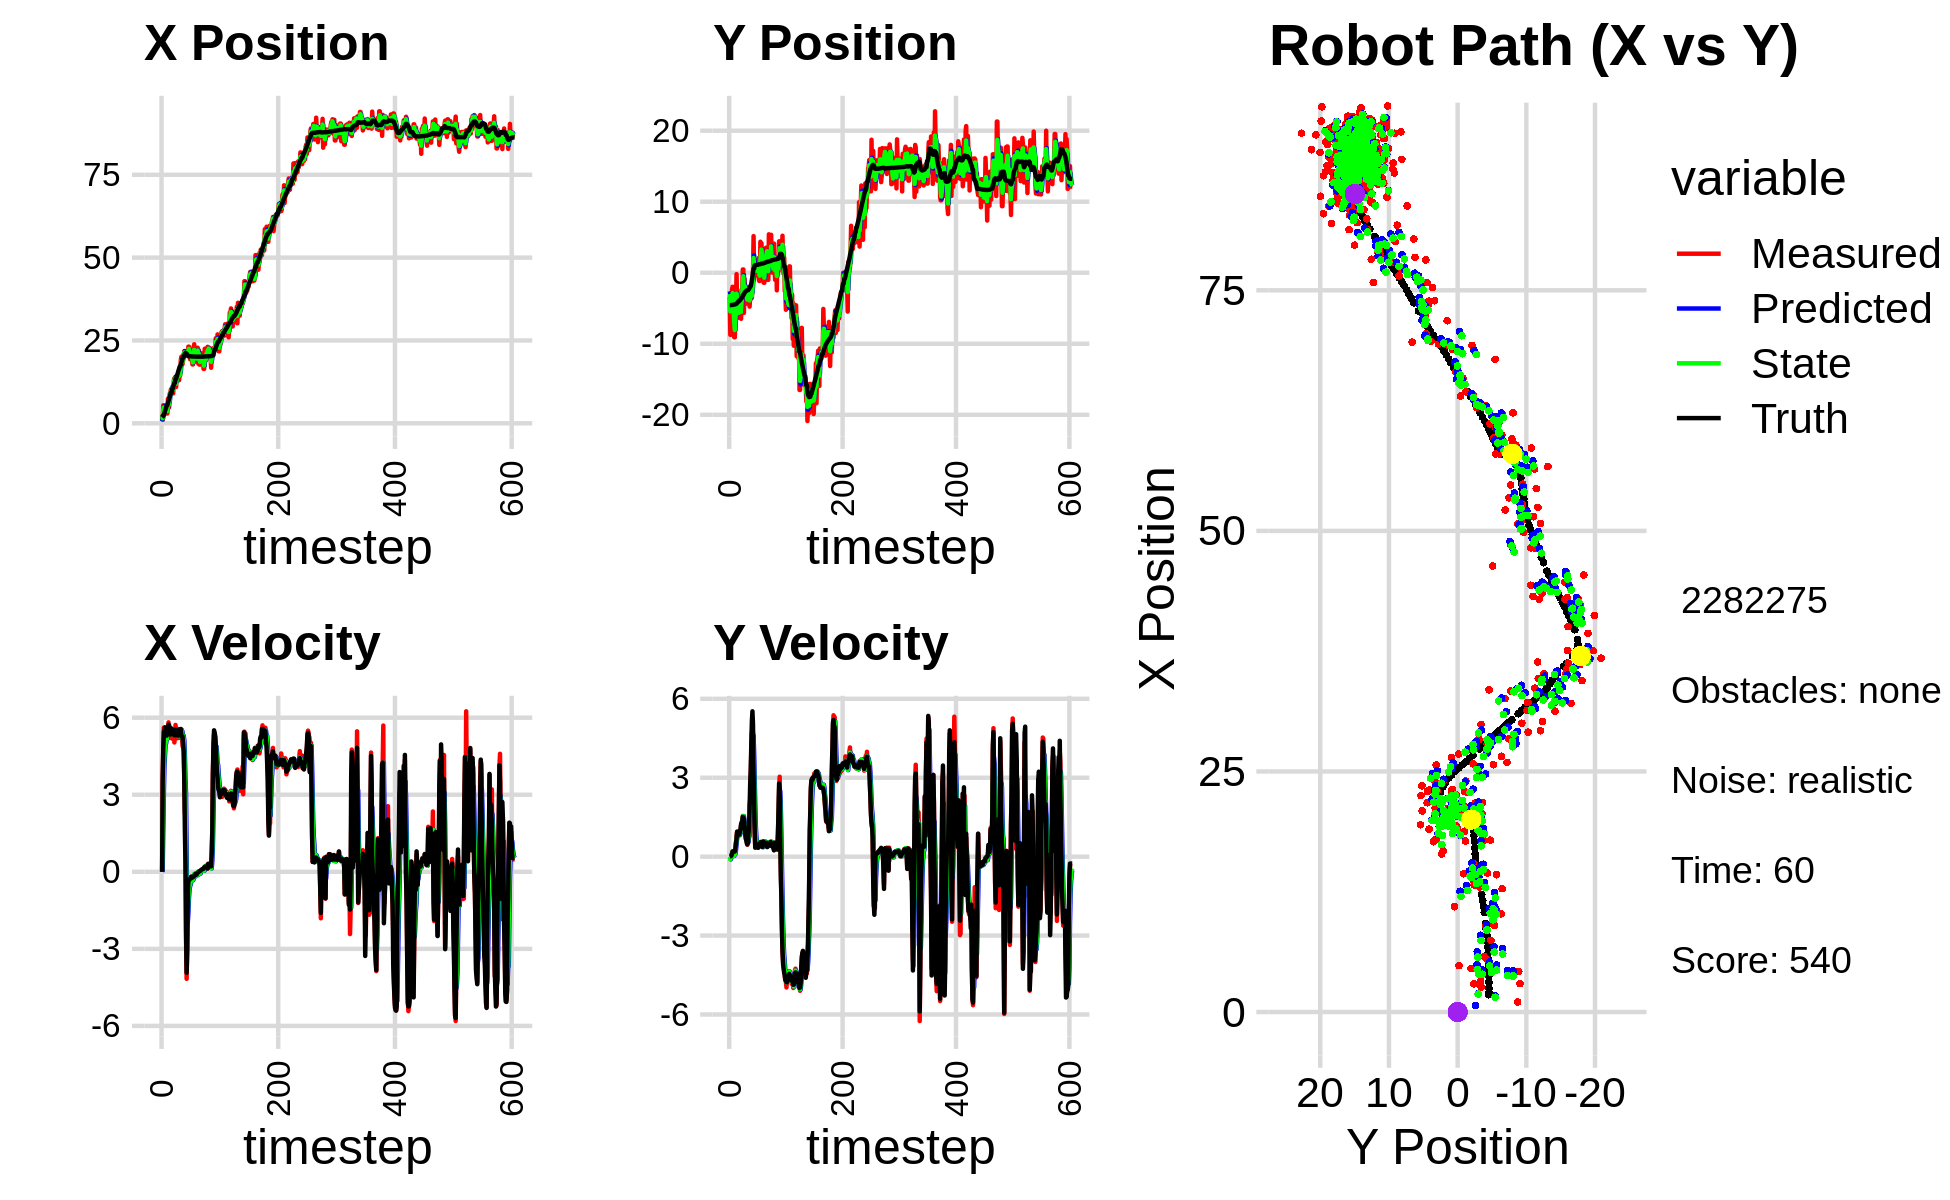 X Position
75
50
25
0
0
200
400
600
timestep
Y Position
20
10
0
-10
-20
0
200
400
600
timestep
X Velocity
6
3
0
-3
-6
0
200
400
600
timestep
Y Velocity
6
3
0
-3
-6
0
200
400
600
timestep
Robot Path (X vs Y)
X Position
75
50
25
0
20 10 0 -10 -20
Y Position
variable
Measured
Predicted
State
Truth
2282275
Obstacles: none
Noise: realistic
Time: 60
Score: 540